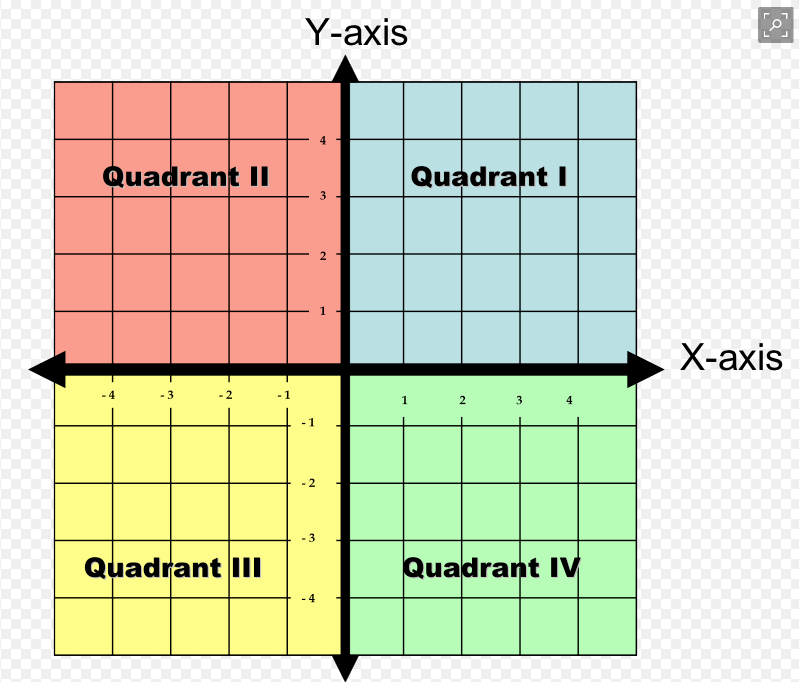 Y-axis
4
Quadrant II
Quadrant I
3
2
1
X-axis
-4
-3
-2
-1
1
2
3
4
-1
-2
-3
Quadrant III
Quadrant IV
-4